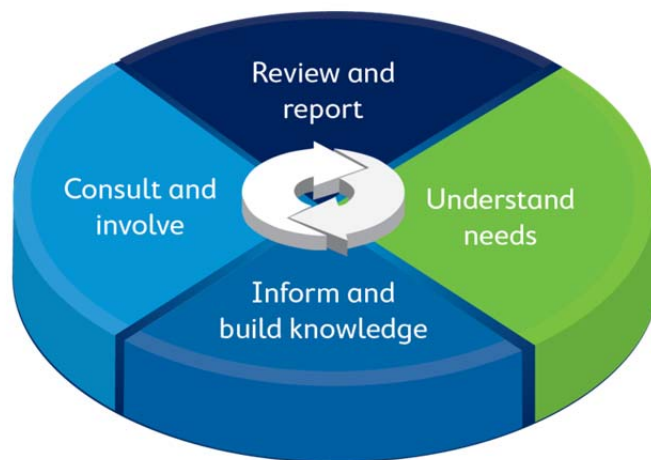 Review and
report
Understand
needs
Inform and
build knowledge
Consult and
involve